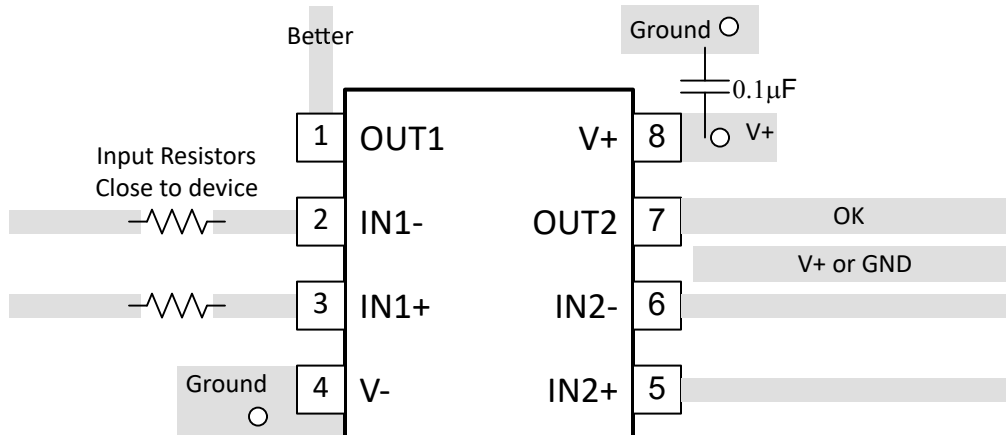 Better
Ground
0.1µF
1 OUT1
V+ 8
V+
Input Resistors
Close to device
2 IN1-
OUT2 7
OK
V+ or GND
3 IN1+
IN2- 6
Ground
4 V-
IN2+ 5